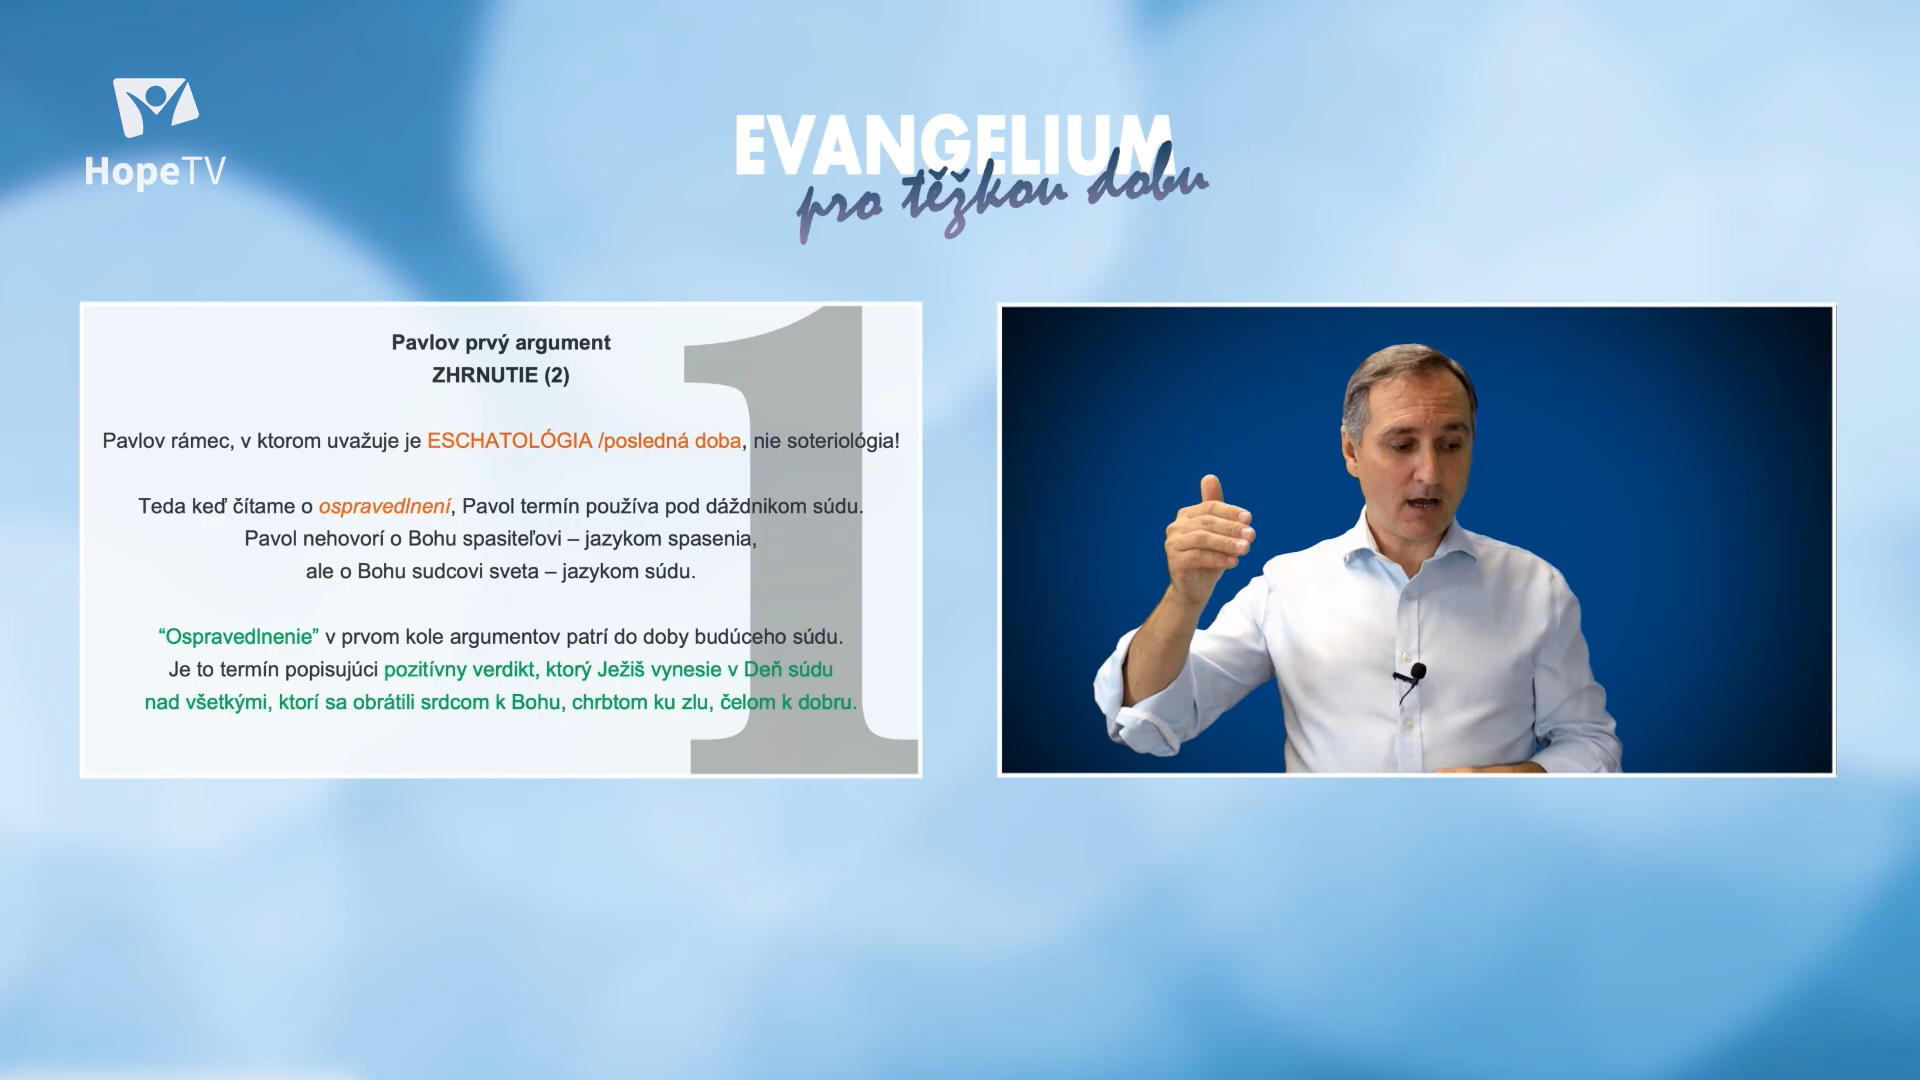 HopeTV
EVANGELIUM
pro těžkou dobu
Pavlov prvý argument
ZHRNUTIE (2)
Pavlov rámec, v ktorom uvažuje je ESCHATOLÓGIA /posledná doba, nie soteriológia!
Teda keď čítame o ospravedlnení, Pavol termín používa pod dáždnikom súdu.
Pavol nehovorí o Bohu spasiteľovi – jazykom spasenia,
ale o Bohu sudcovi sveta – jazykom súdu.
“Ospravedlnenie” v prvom kole argumentov patrí do doby budúceho súdu.
Je to termín popisujúci pozitívny verdikt, ktorý Ježiš vynesie v Deň súdu
nad všetkými, ktorí sa obrátili srdcom k Bohu, chrbtom ku zlu, čelom k dobru.
1